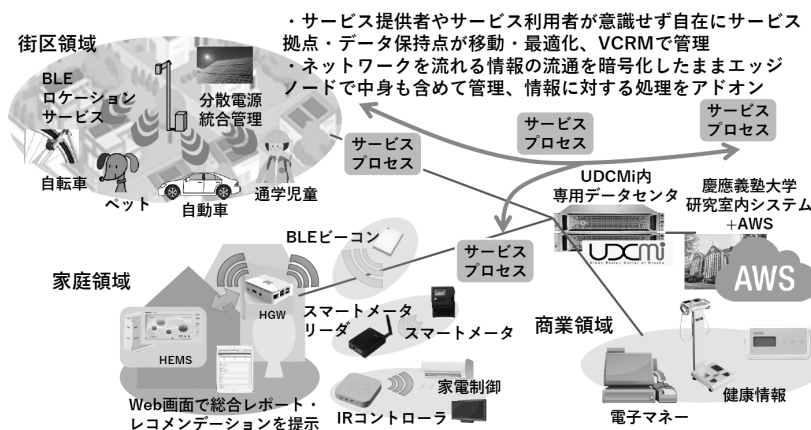 ・サービス提供者やサービス利用者が意識せず自在にサービス
拠点・データ保持点が移動・最適化、VCRMで管理
・ネットワークを流れる情報の流通を暗号化したままエッジ
ノードで中身も含めて管理、情報に対する処理をアドオン
街区領域
BLE
ロケーション
サービス
分散電源
統合管理
自転車
ペット
自動車
通学児童
サービス
プロセス
サービス
プロセス
サービス
プロセス
サービス
プロセス
UDCMi内
専用データセンタ
UDCMi
慶應義塾大学
研究室内システム
+AWS
AWS
家庭領域
BLEビーコン
HGW
HEMS
スマートメータ
リーダ
スマートメータ
家電制御
IRコントローラ
Web画面で総合レポート・
レコメンデーションを提示
商業領域
電子マネー
健康情報